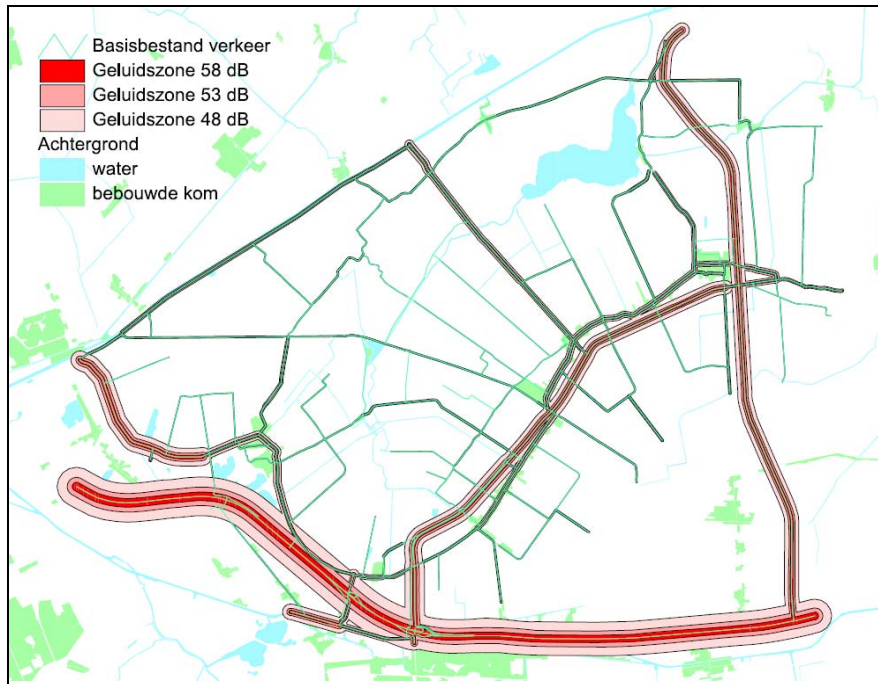 Basisbestand verkeer
Geluidszone 58 dB
Geluidszone 53 dB
Geluidszone 48 dB
Achtergrond
water
bebouwde kom